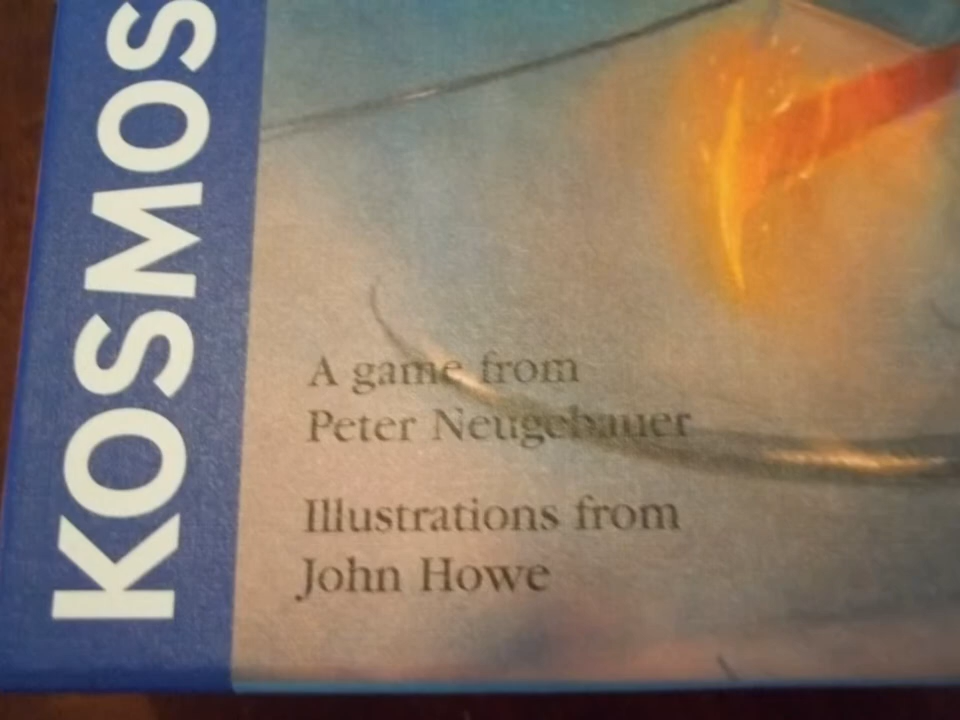 KOSMOS
A game from
Peter Neugebauer
Illustrations from
John Howe